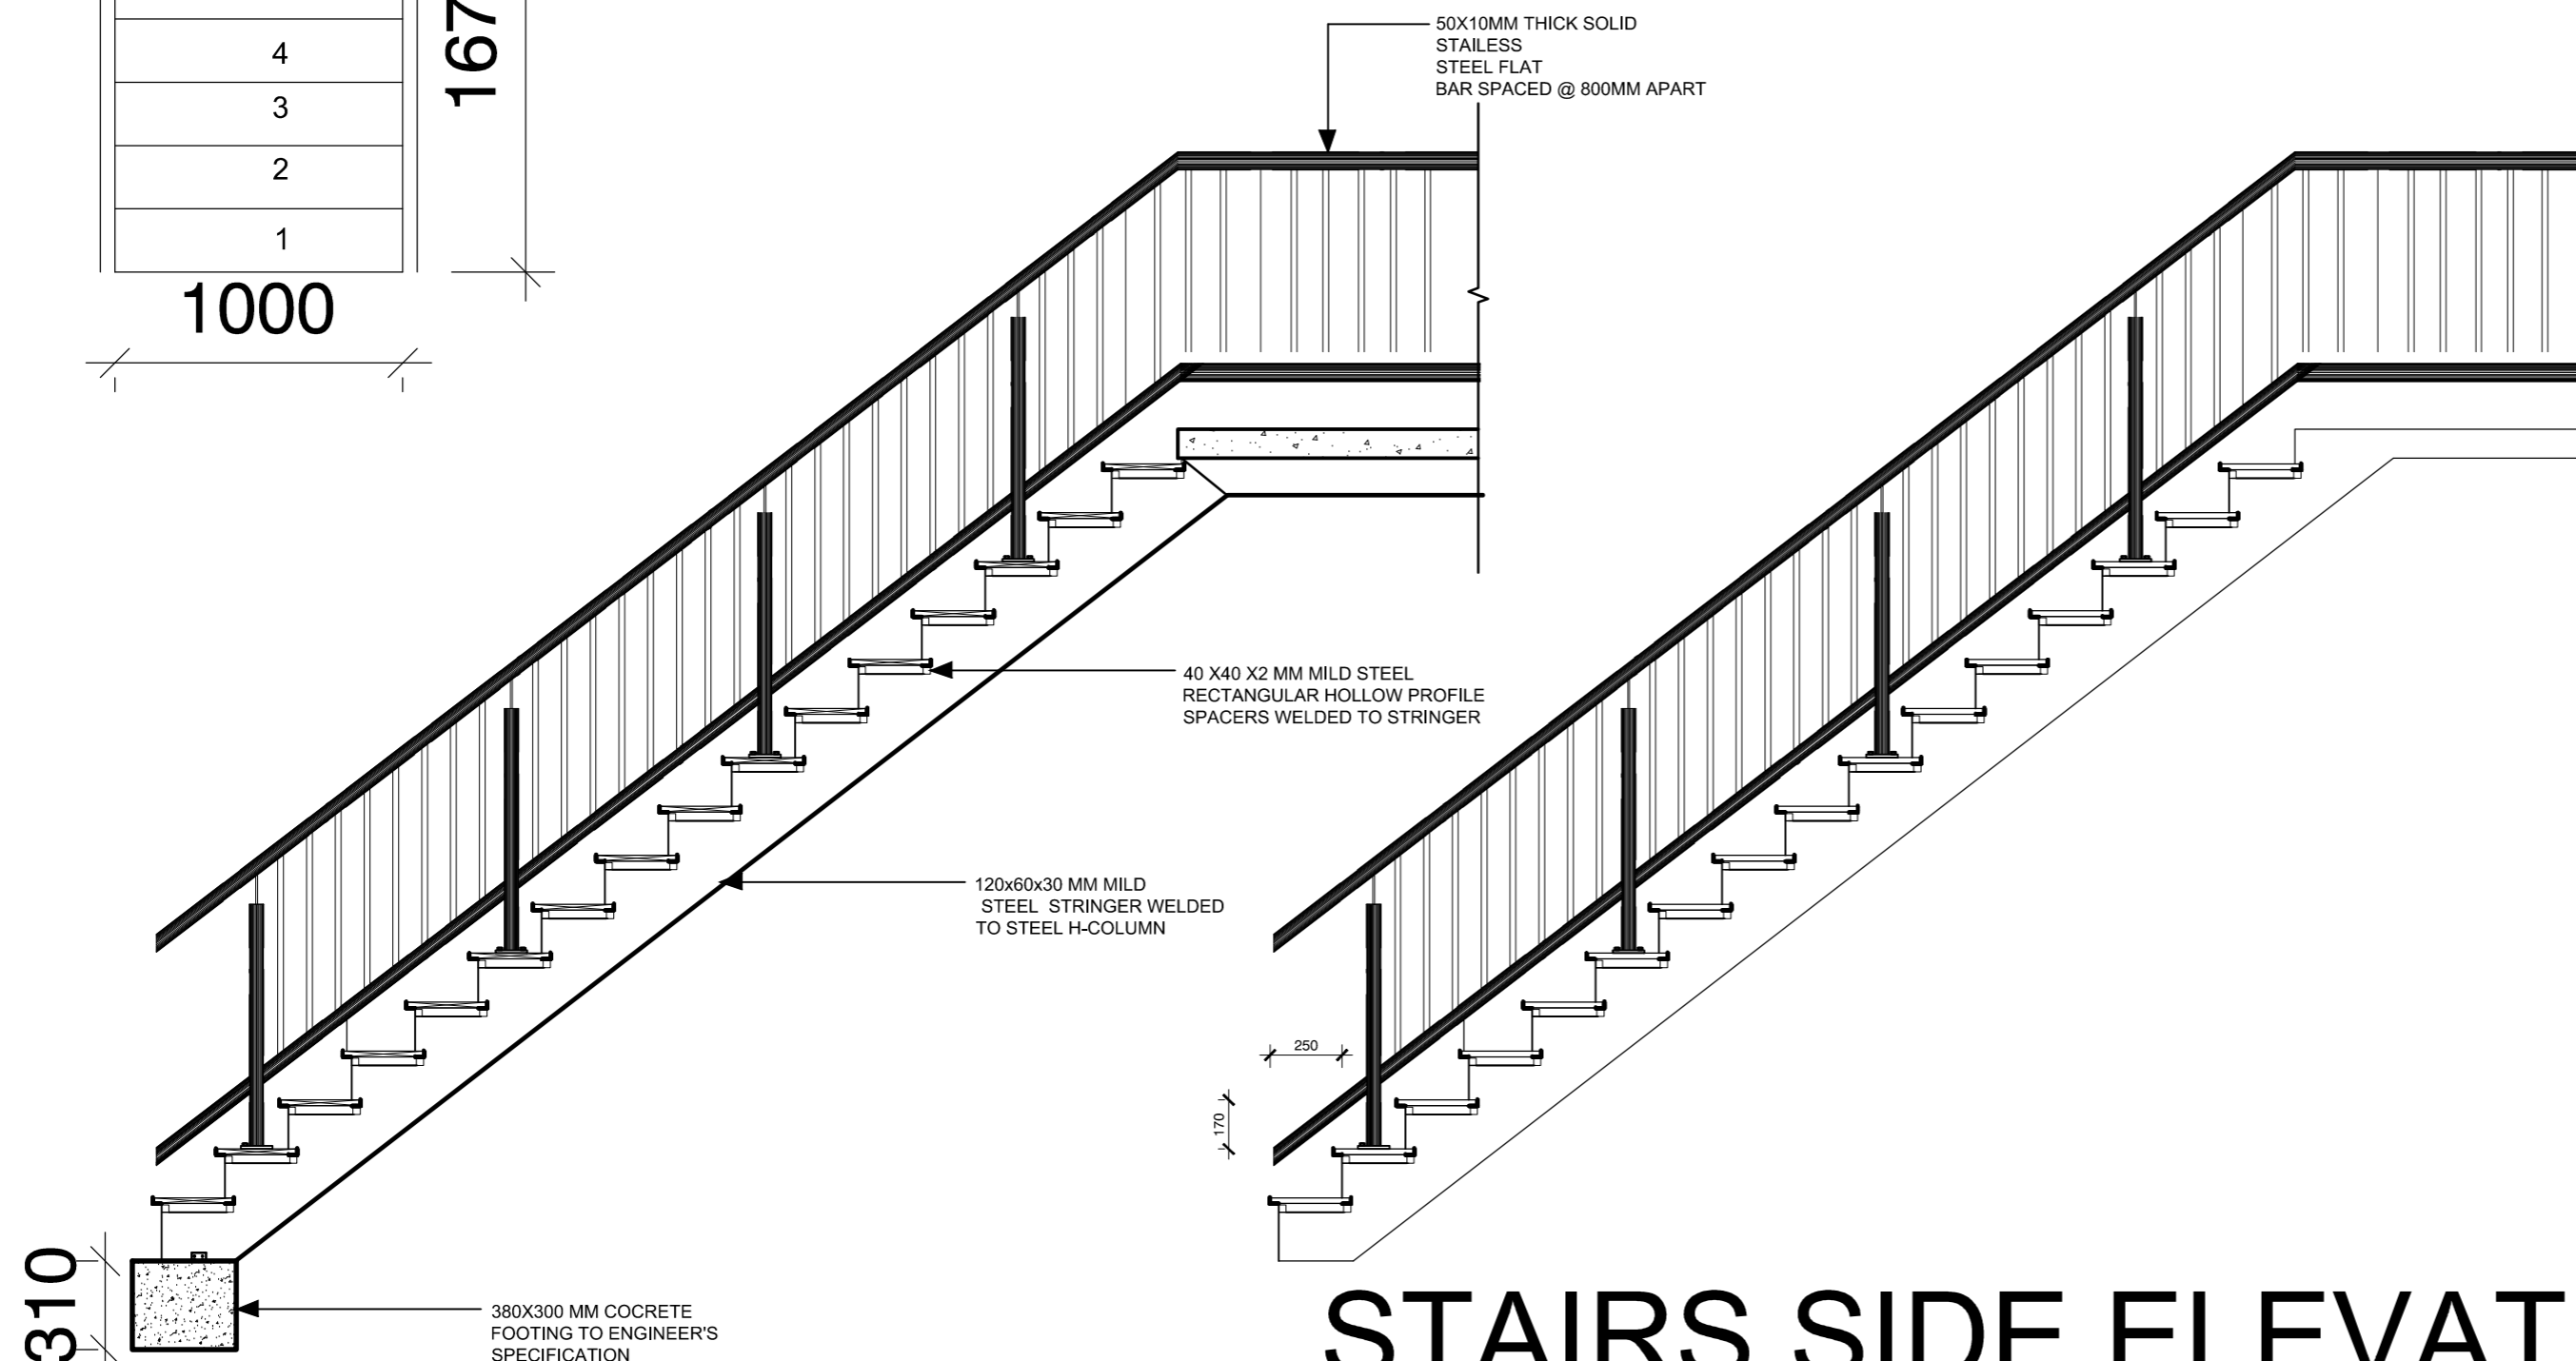 4
3
2
1
1000
167
50X10MM THICK SOLID
STAILESS
STEEL FLAT
BAR SPACED @ 800MM APART
40 X40 X2 MM MILD STEEL
RECTANGULAR HOLLOW PROFILE
SPACERS WELDED TO STRINGER
120x60x30 MM MILD
STEEL STRINGER WELDED
TO STEEL H-COLUMN
250
170
310
380X300 MM COCRETE
FOOTING TO ENGINEER'S
SPECIFICATION
STAIRS SIDE ELEVAT